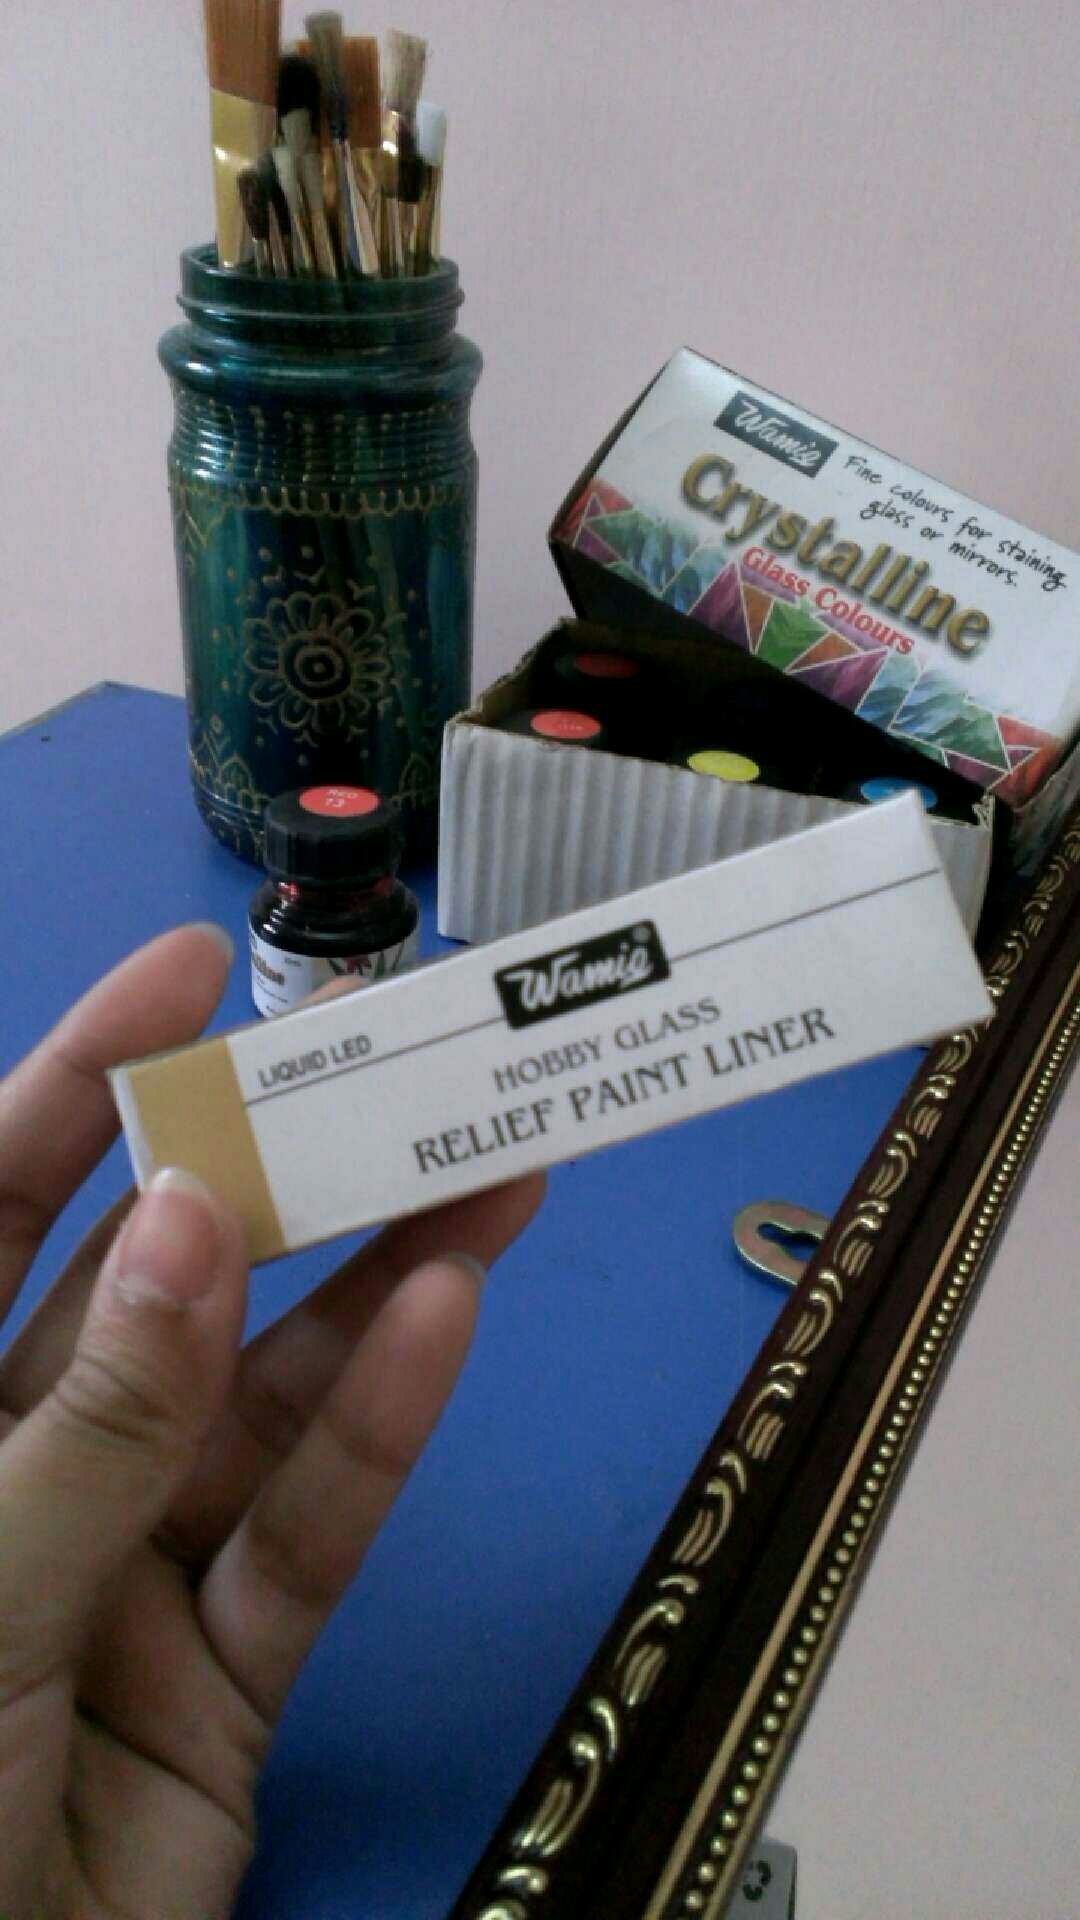 Wamie
Fine colours for staining
glass or mirrors.
Crystalline
Glass Colours
RED
13
Wamie®
LIQUID LED
HOBBY GLASS
RELIEF PAINT LINER